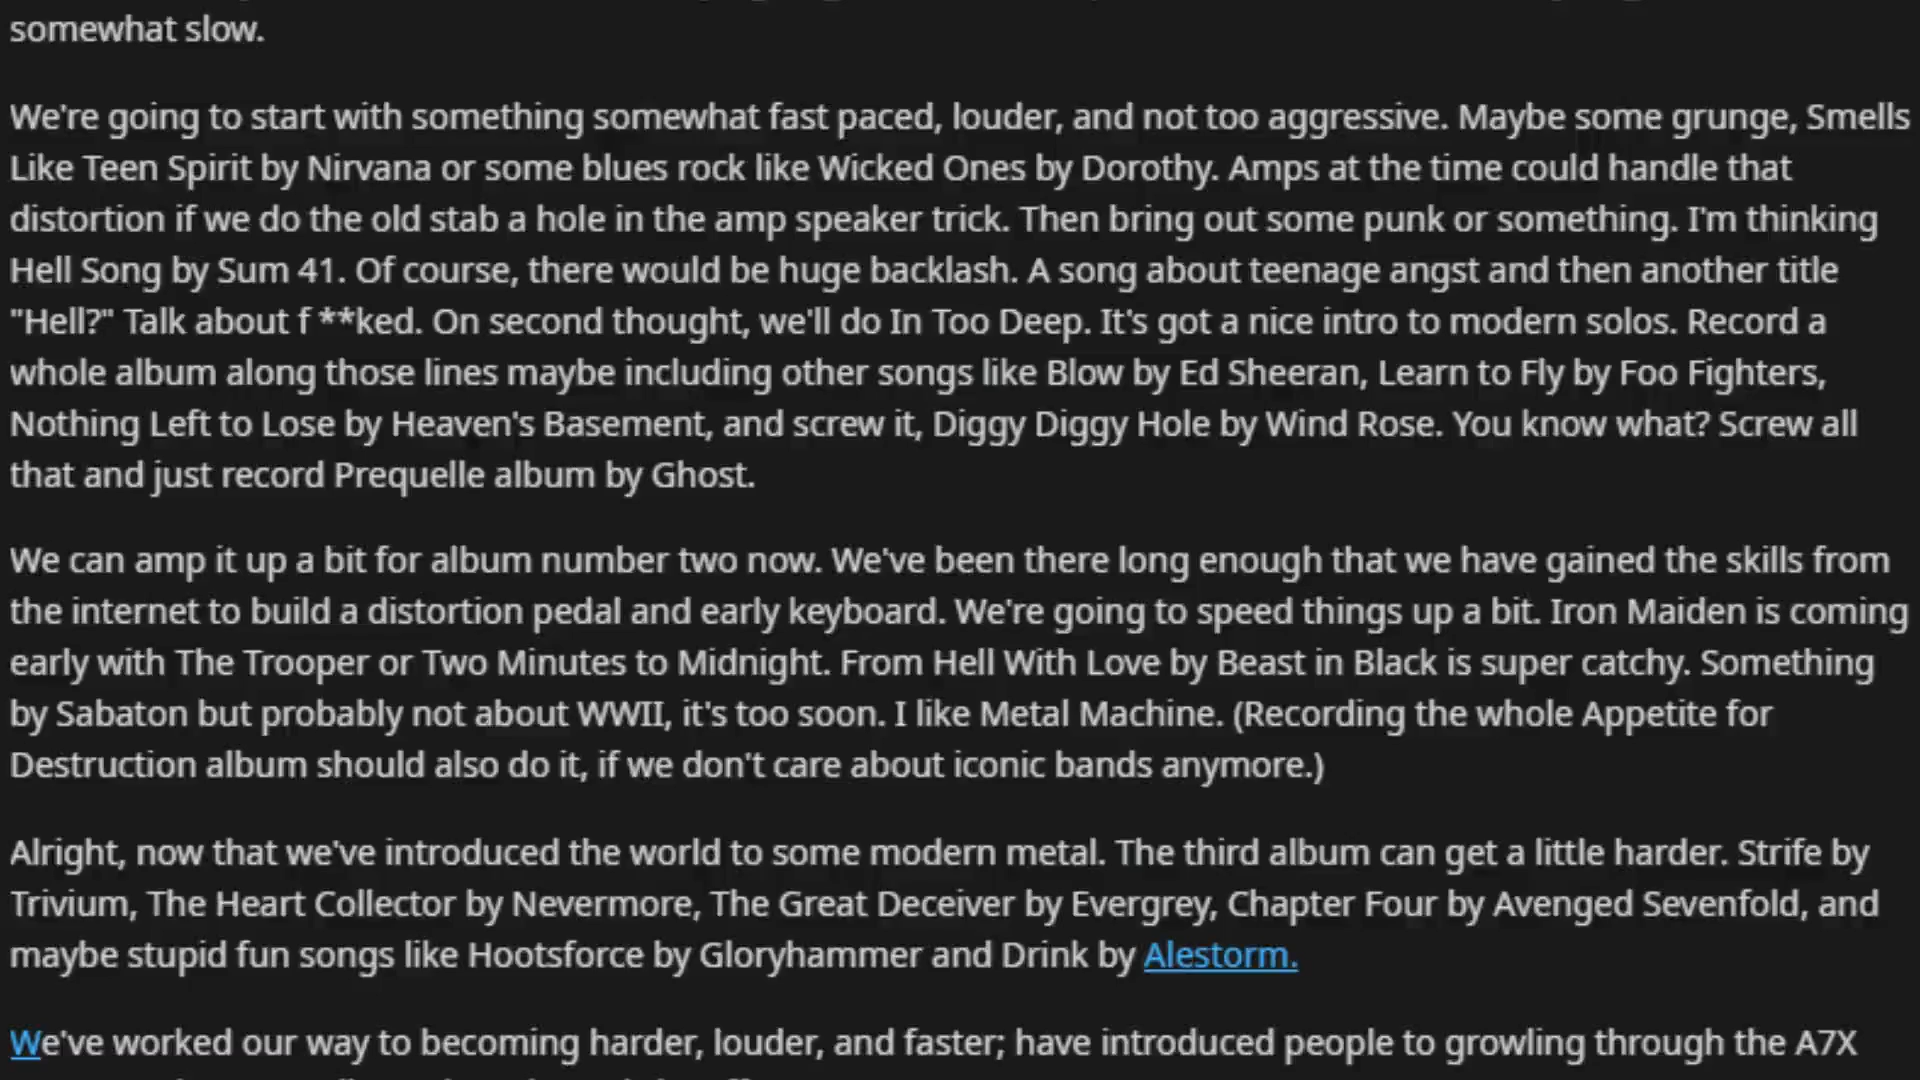 somewhat slow.
We're going to start with something somewhat fast paced, louder, and not too aggressive. Maybe some grunge, Smells
Like Teen Spirit by Nirvana or some blues rock like Wicked Ones by Dorothy. Amps at the time could handle that
distortion if we do the old stab a hole in the amp speaker trick. Then bring out some punk or something. I'm thinking
Hell Song by Sum 41. Of course, there would be huge backlash. A song about teenage angst and then another title
"Hell?" Talk about f **ked. On second thought, we'll do In Too Deep. It's got a nice intro to modern solos. Record a
whole album along those lines maybe including other songs like Blow by Ed Sheeran, Learn to Fly by Foo Fighters,
Nothing Left to Lose by Heaven's Basement, and screw it, Diggy Diggy Hole by Wind Rose. You know what? Screw all
that and just record Prequelle album by Ghost.
We can amp it up a bit for album number two now. We've been there long enough that we have gained the skills from
the internet to build a distortion pedal and early keyboard. We're going to speed things up a bit. Iron Maiden is coming
early with The Trooper or Two Minutes to Midnight. From Hell With Love by Beast in Black is super catchy. Something
by Sabaton but probably not about WWII, it's too soon. I like Metal Machine. (Recording the whole Appetite for
Destruction album should also do it, if we don't care about iconic bands anymore.)
Alright, now that we've introduced the world to some modern metal. The third album can get a little harder. Strife by
Trivium, The Heart Collector by Nevermore, The Great Deceiver by Evergrey, Chapter Four by Avenged Sevenfold, and
maybe stupid fun songs like Hootsforce by Gloryhammer and Drink by Alestorm.
We've worked our way to becoming harder, louder, and faster; have introduced people to growling through the A7X